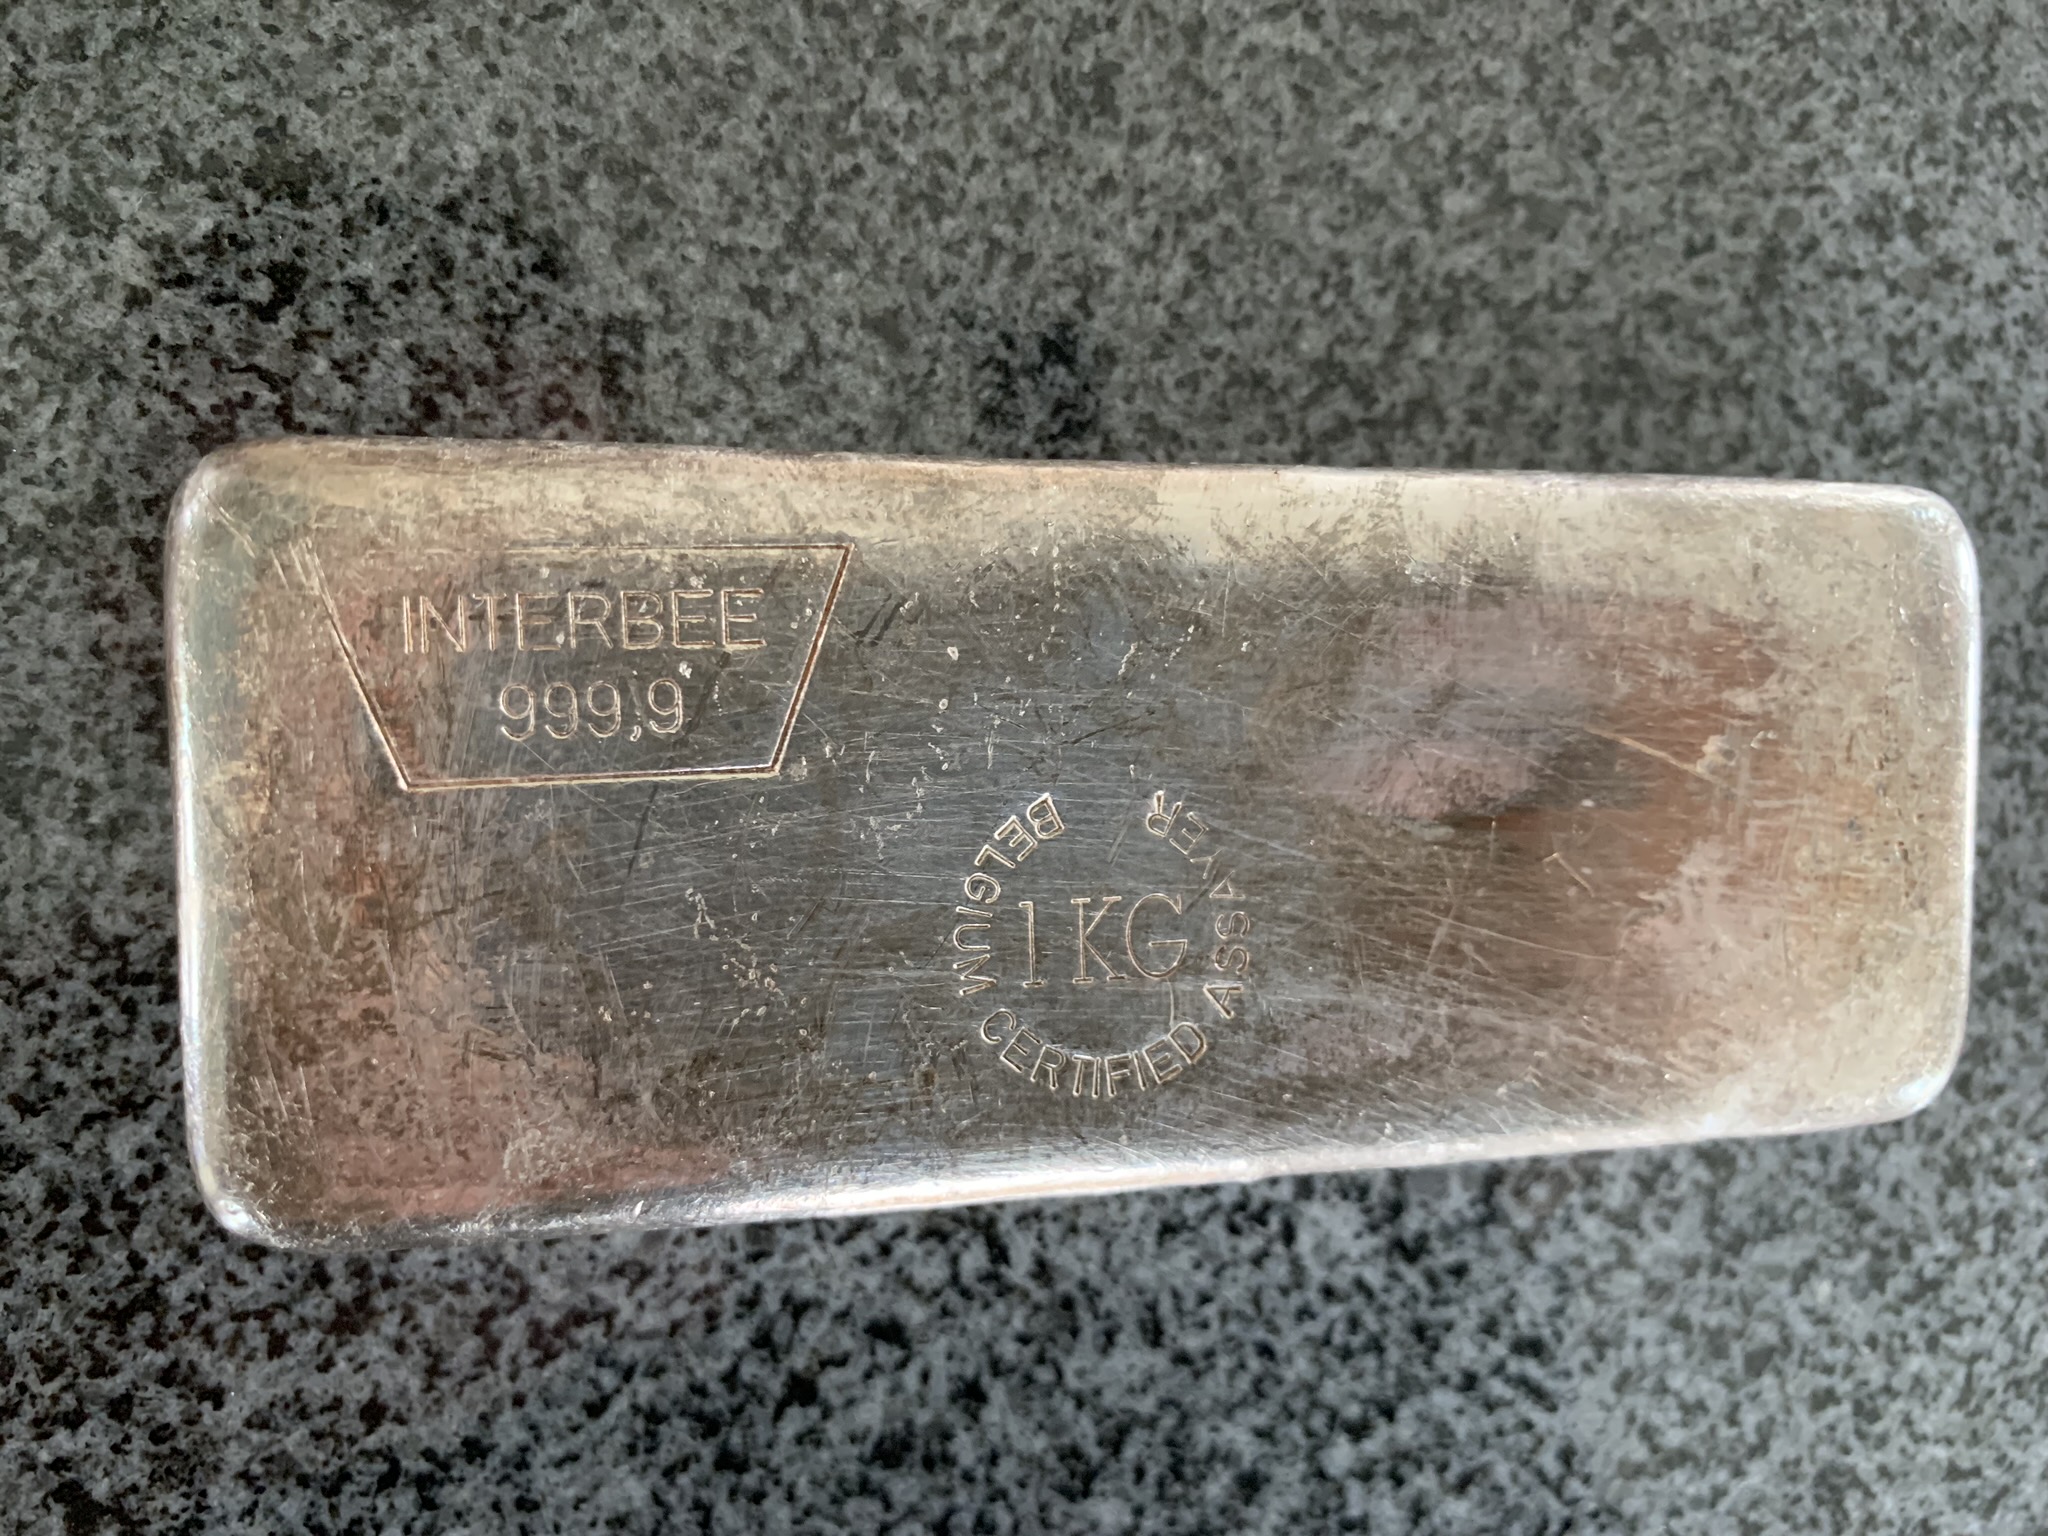 INTERBEE
999,9
BELGIUM CERTIFIED ASSAYER
1KG